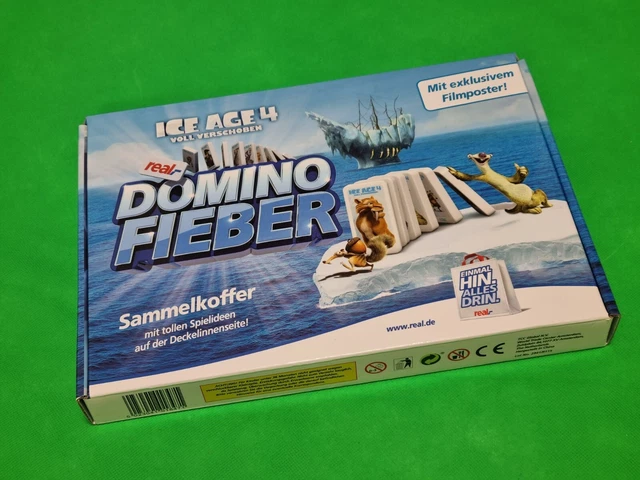 Mit exklusivem
Filmposter!
ICE AGE 4
VOLL VERSCHOBEN
real,-
DOMINO
FIEBER
ICE AGE 4
Sammelkoffer
mit tollen Spielideen
auf der Deckelinnenseite!
EINMAL
HIN.
ALLES
DRIN.
real,-
www.real.de
CE